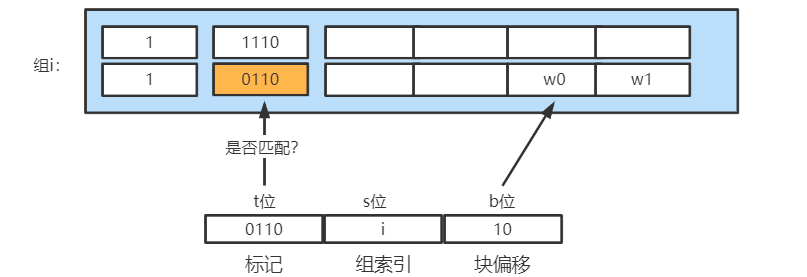 1 1110
组i:
1 0110 w0 w1
是否匹配?
t位 s位 b位
0110 i 10
标记 组索引 块偏移